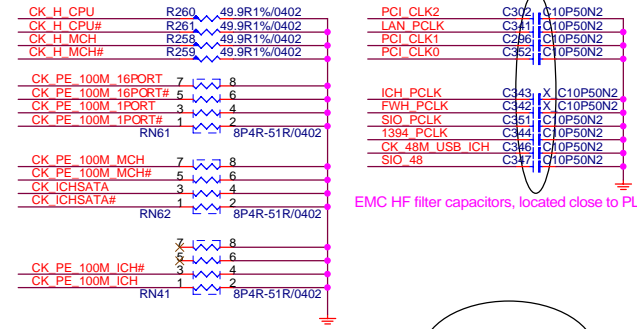 CK_H_CPU R260 49.9R1%/0402
CK_H_CPU# R261 49.9R1%/0402
CK_H_MCH R258 49.9R1%/0402
CK_H_MCH# R259 49.9R1%/0402
CK_PE_100M_16PORT 7 8
CK_PE_100M_16PORT# 5 6
CK_PE_100M_1PORT 3 4
CK_PE_100M_1PORT# 1 2
RN61 8P4R-51R/0402
CK_PE_100M_MCH 7 8
CK_PE_100M_MCH# 5 6
CK_ICHSATA 3 4
CK_ICHSATA# 1 2
RN62 8P4R-51R/0402
7 8
5 6
CK_PE_100M_ICH# 3 4
CK_PE_100M_ICH 1 2
RN41 8P4R-51R/0402
PCI_CLK2 C302 C10P50N2
LAN_PCLK C341 C10P50N2
PCI_CLK1 C296 C10P50N2
PCI_CLK0 C352 C10P50N2
ICH_PCLK C343 X_C10P50N2
FWH_PCLK C342 X_C10P50N2
SIO_PCLK C351 C10P50N2
1394_PCLK C344 C10P50N2
CK_48M_USB_ICH C346 C10P50N2
SIO_48 C347 C10P50N2
EMC HF filter capacitors, located close to PL